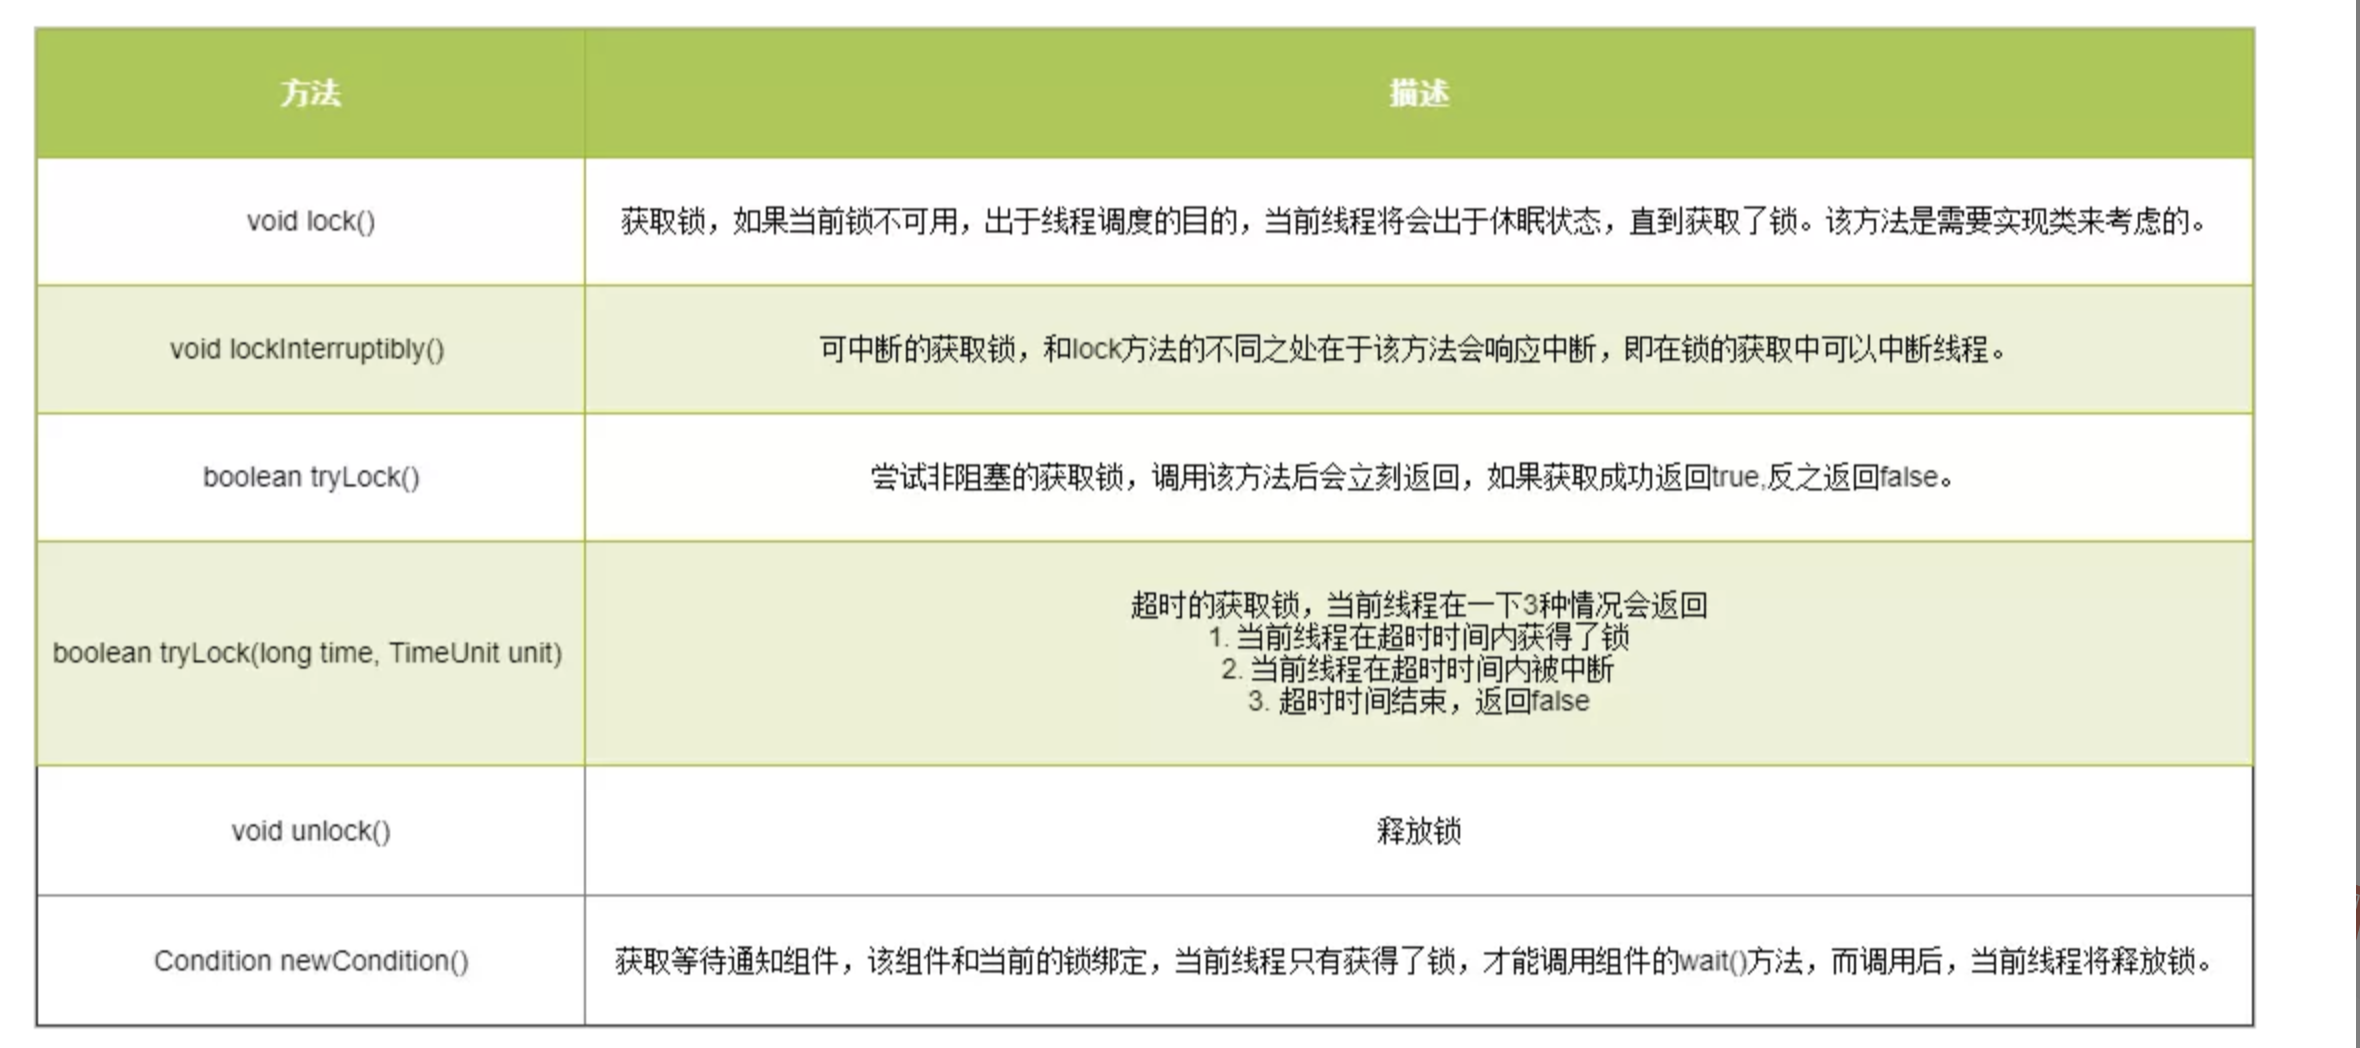 方法
描述
void lock()
获取锁，如果当前锁不可用，出于线程调度的目的，当前线程将会出于休眠状态，直到获取了锁。该方法是需要实现类来考虑的。
void lockInterruptibly()
可中断的获取锁，和lock方法的不同之处在于该方法会响应中断，即在锁的获取中可以中断线程。
boolean tryLock()
尝试非阻塞的获取锁，调用该方法后会立刻返回，如果获取成功返回true,反之返回false。
boolean tryLock(long time, TimeUnit unit)
超时的获取锁，当前线程在一下3种情况会返回
1. 当前线程在超时时间内获得了锁
2. 当前线程在超时时间内被中断
3. 超时时间结束，返回false
void unlock()
释放锁
Condition newCondition()
获取等待通知组件，该组件和当前的锁绑定，当前线程只有获得了锁，才能调用组件的wait()方法，而调用后，当前线程将释放锁。